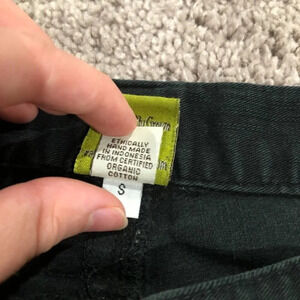 ETHICALLY
HAND MADE
IN INDONESIA
FROM CERTIFIED
ORGANIC
COTTON
S